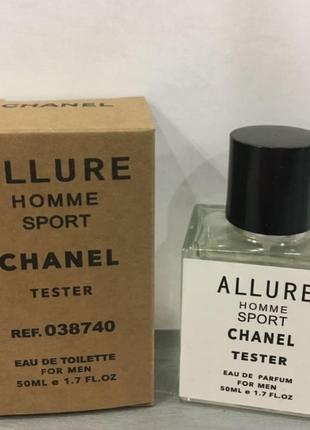 CHANEL
ALLURE
HOMME
SPORT
CHANEL
TESTER
REF. 038740
EAU DE TOILETTE
FOR MEN
50ML e 1.7 FL.OZ
ALLURE
HOMME
SPORT
CHANEL
TESTER
EAU DE PARFUM
FOR MEN
50ML e 1.7 FL.OZ